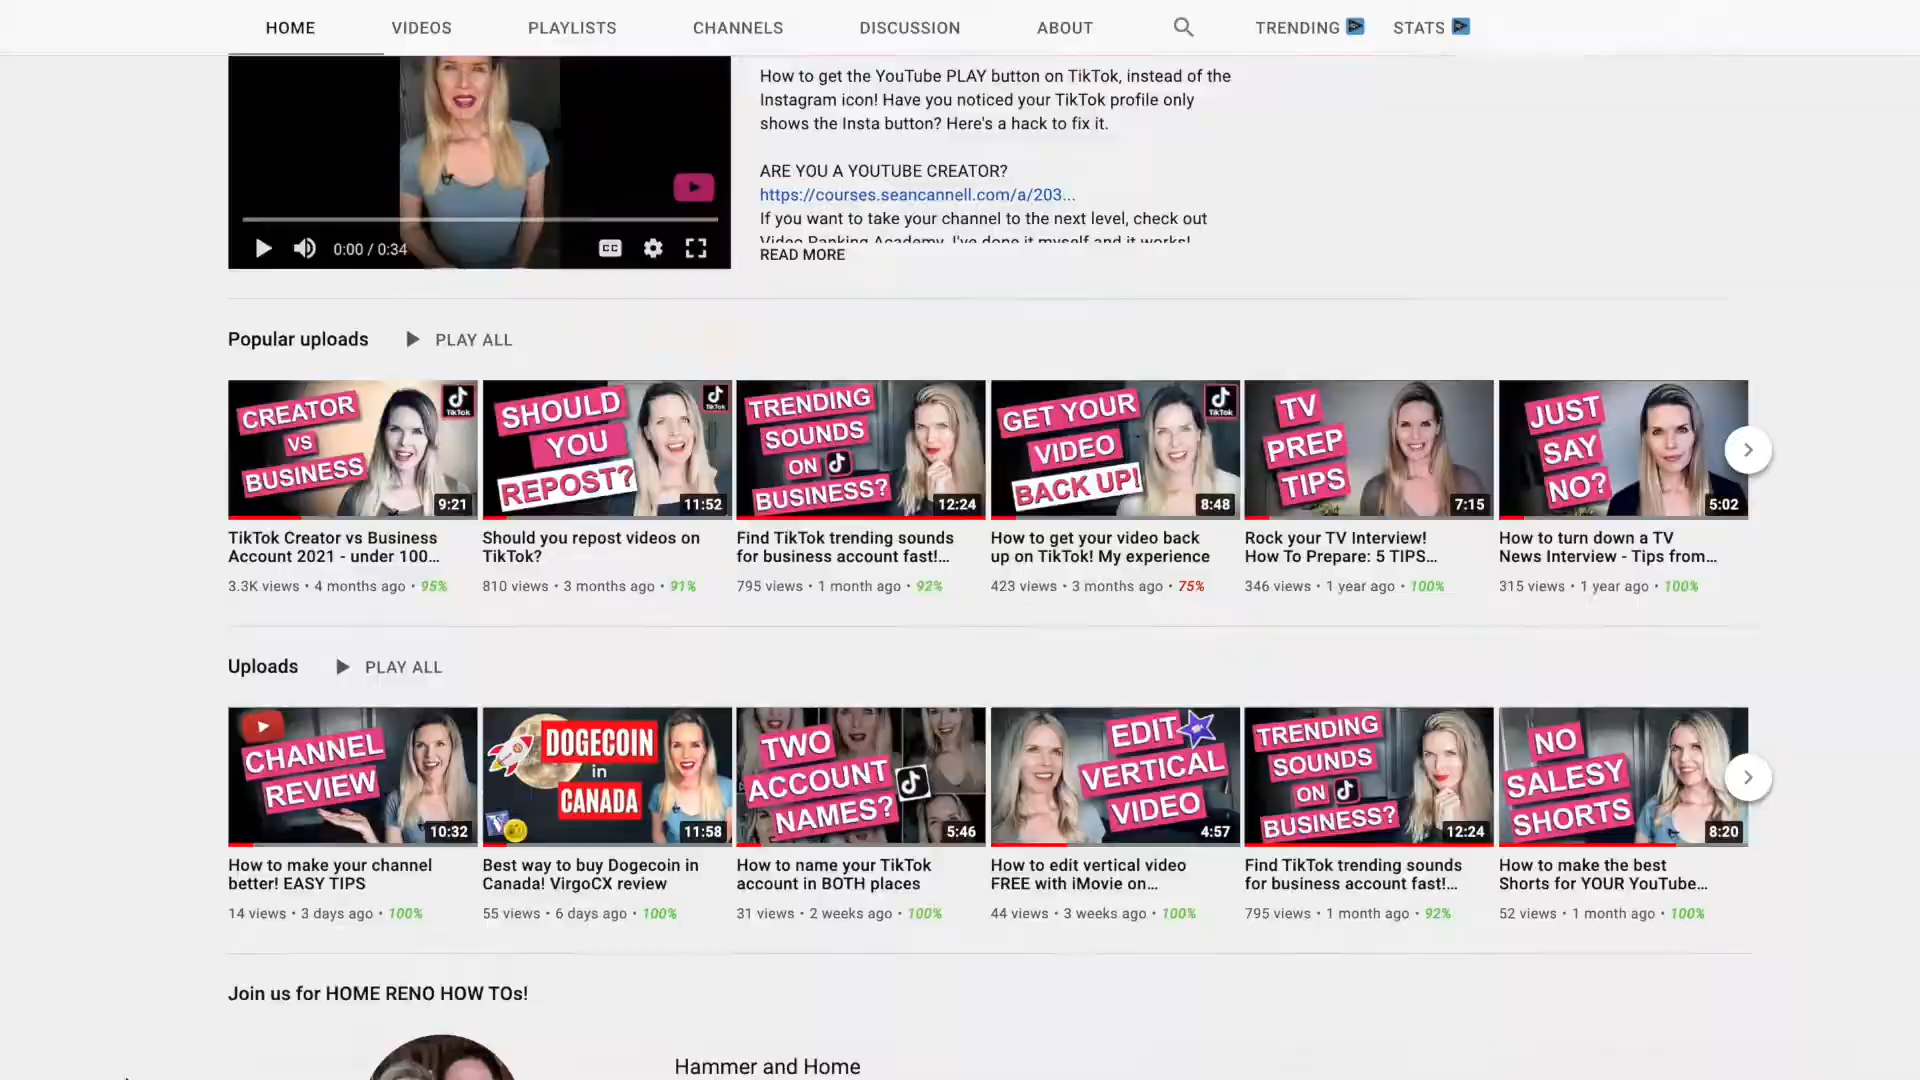 HOME VIDEOS PLAYLISTS CHANNELS DISCUSSION ABOUT TRENDING STATS
How to get the YouTube PLAY button on TikTok, instead of the
Instagram icon! Have you noticed your TikTok profile only
shows the Insta button? Here's a hack to fix it.
ARE YOU A YOUTUBE CREATOR?
https://courses.seancannell.com/a/203...
If you want to take your channel to the next level, check out
Video Ranking Academy. I've done it myself and it works!
READ MORE
0:00 / 0:34
CC
Popular uploads PLAY ALL
CREATOR
VS
BUSINESS
TikTok
9:21
TikTok Creator vs Business
Account 2021 - under 100...
3.3K views • 4 months ago • 95%
SHOULD
YOU
REPOST?
TikTok
11:52
Should you repost videos on
TikTok?
810 views • 3 months ago • 91%
TRENDING
SOUNDS
ON
BUSINESS?
12:24
Find TikTok trending sounds
for business account fast!...
795 views • 1 month ago • 92%
GET YOUR
VIDEO
BACK UP!
TikTok
8:48
How to get your video back
up on TikTok! My experience
423 views • 3 months ago • 75%
TV
PREP
TIPS
7:15
Rock your TV Interview!
How To Prepare: 5 TIPS...
346 views • 1 year ago • 100%
JUST
SAY
NO?
5:02
How to turn down a TV
News Interview - Tips from...
315 views • 1 year ago • 100%
Uploads PLAY ALL
CHANNEL
REVIEW
10:32
How to make your channel
better! EASY TIPS
14 views • 3 days ago • 100%
DOGECOIN
in
CANADA
11:58
Best way to buy Dogecoin in
Canada! VirgoCX review
55 views • 6 days ago • 100%
TWO
ACCOUNT
NAMES?
5:46
How to name your TikTok
account in BOTH places
31 views • 2 weeks ago • 100%
EDIT
VERTICAL
VIDEO
4:57
How to edit vertical video
FREE with iMovie on...
44 views • 3 weeks ago • 100%
TRENDING
SOUNDS
ON
BUSINESS?
12:24
Find TikTok trending sounds
for business account fast!...
795 views • 1 month ago • 92%
NO
SALESY
SHORTS
8:20
How to make the best
Shorts for YOUR YouTube...
52 views • 1 month ago • 100%
Join us for HOME RENO HOW TOs!
Hammer and Home